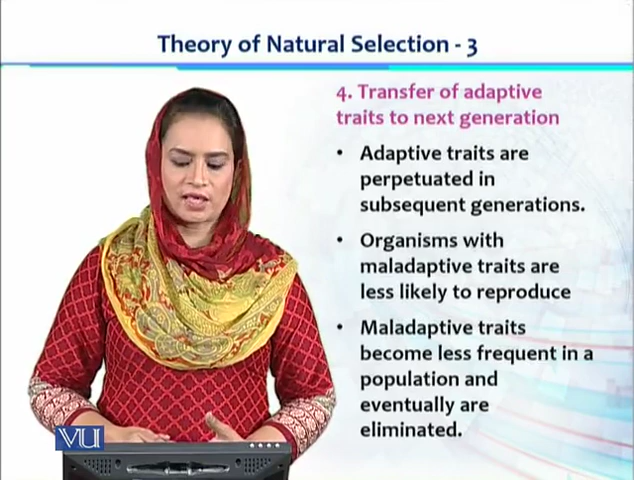 Theory of Natural Selection - 3
4. Transfer of adaptive
traits to next generation
• Adaptive traits are
perpetuated in
subsequent generations.
• Organisms with
maladaptive traits are
less likely to reproduce
• Maladaptive traits
become less frequent in a
population and
eventually are
eliminated.
VU